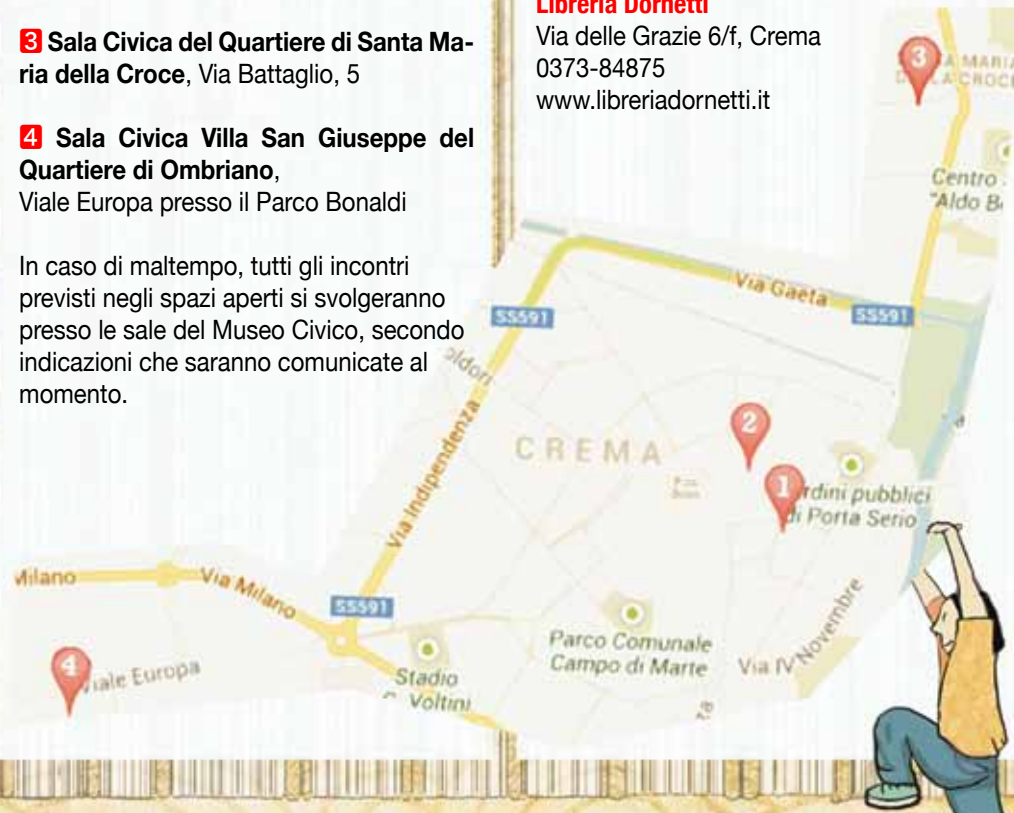 3 Sala Civica del Quartiere di Santa Ma-
ria della Croce, Via Battaglio, 5
4 Sala Civica Villa San Giuseppe del
Quartiere di Ombriano,
Viale Europa presso il Parco Bonaldi
In caso di maltempo, tutti gli incontri
previsti negli spazi aperti si svolgeranno
presso le sale del Museo Civico, secondo
indicazioni che saranno comunicate al
momento.
Libreria Dornetti
Via delle Grazie 6/f, Crema
0373-84875
www.libreriadornetti.it
3
A MARIA
Centro
"Aldo B
Via Gaeta
SS591
SS591
oldori
Via Indipendenza
CREMA
2
1
rdini pubblici
di Porta Serio
Milano
Via Milano
SS591
4
Viale Europa
Stadio
Voltini
Parco Comunale
Campo di Marte
Via IV Novembre